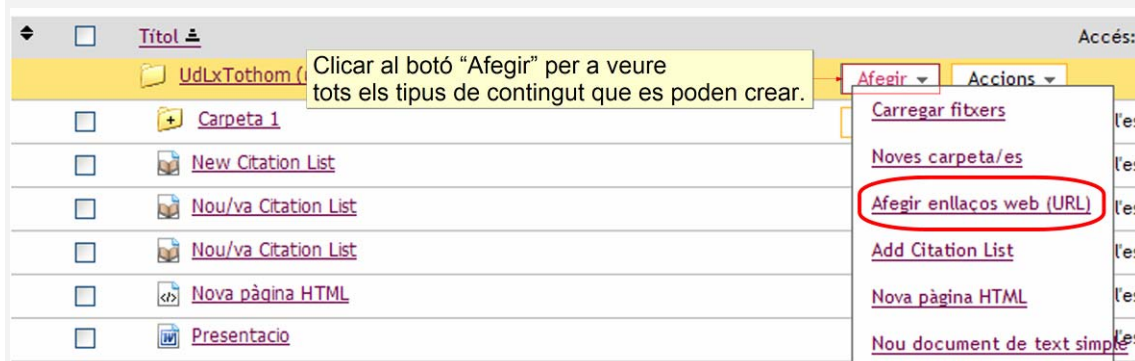 Títol Accés:
UdLxTothom (
Clicar al botó “Afegir” per a veure
tots els tipus de contingut que es poden crear.
Afegir Accions
Carpeta 1
New Citation List
Nou/va Citation List
Nou/va Citation List
Nova pàgina HTML
Presentacio
Carregar fitxers
Noves carpeta/es
Afegir enllaços web (URL)
Add Citation List
Nova pàgina HTML
Nou document de text simple